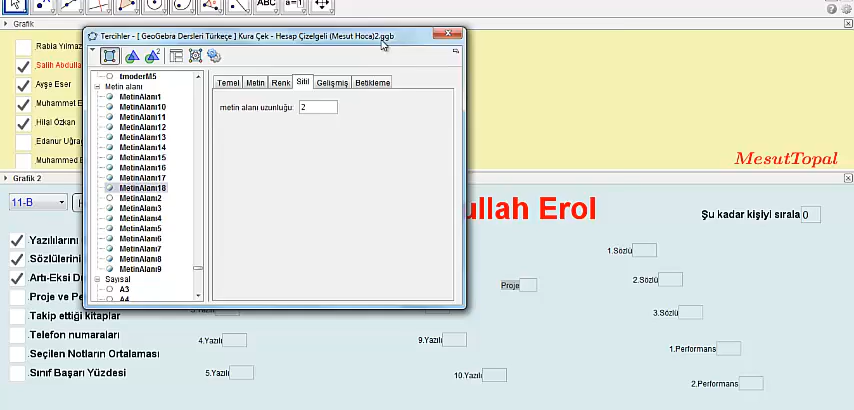 ABC
a=1
Grafik
Rabia Yılmaz
Salih Abdulla
Ayşe Eser
Muhammet E
Hilal Özkan
Edanur Uğra
Muhammed E
MesutTopal
Tercihler - [ GeoGebra Dersleri Türkçe ] Kura Çek - Hesap Çizelgeli (Mesut Hoca)2.ggb
tmoderM5
Metin alanı
MetinAlanı1
MetinAlanı10
MetinAlanı11
MetinAlanı12
MetinAlanı13
MetinAlanı14
MetinAlanı15
MetinAlanı16
MetinAlanı17
MetinAlanı18
MetinAlanı2
MetinAlanı3
MetinAlanı4
MetinAlanı5
MetinAlanı6
MetinAlanı7
MetinAlanı8
MetinAlanı9
Sayısal
A3
A4
Temel Metin Renk Sitil Gelişmiş Betikleme
metin alanı uzunluğu: 2
Grafik 2
11-B
ullah Erol
Şu kadar kişiyi sırala 0
Yazılarını
Sözlülerini
Artı-Eksi D
Proje ve Pe
Takip ettiği kitaplar
Telefon numaraları
Seçilen Notların Ortalaması
Sınıf Başarı Yüzdesi
4.Yazılı
5.Yazılı
9.Yazılı
10.Yazılı
Proje
1.Sözlü
2.Sözlü
3.Sözlü
1.Performans
2.Performans